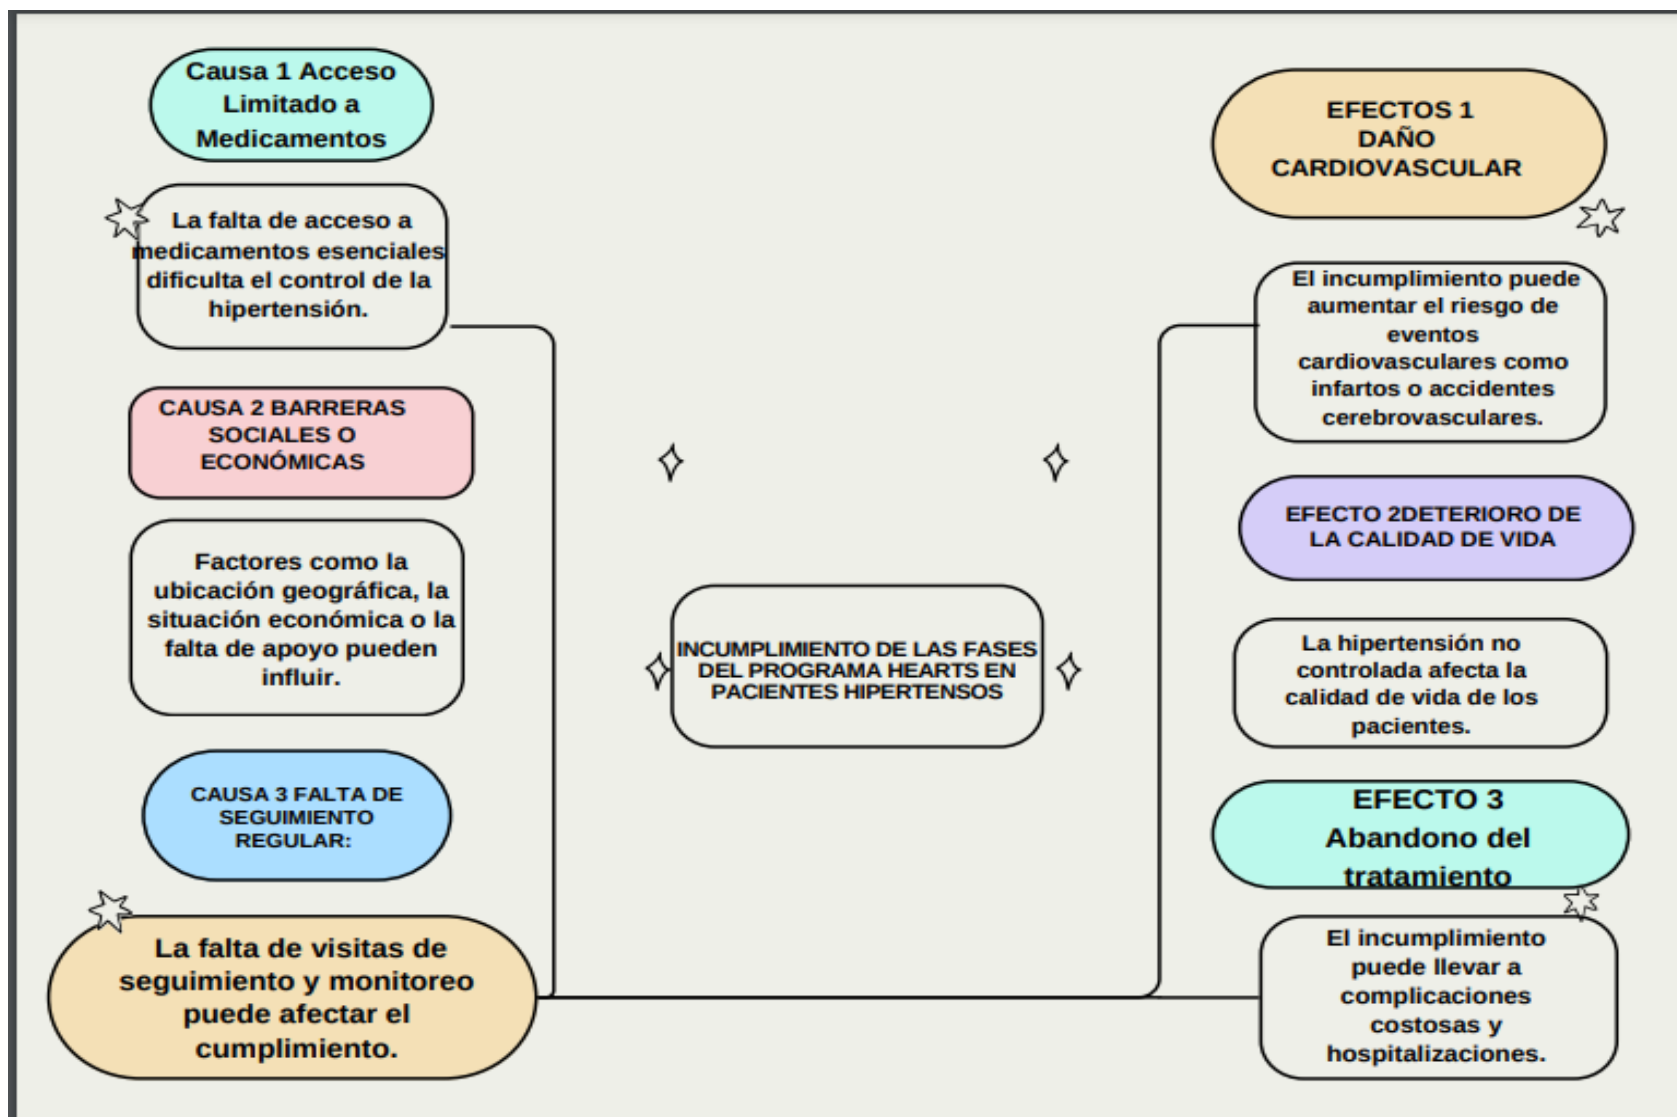 Causa 1 Acceso
Limitado a
Medicamentos
La falta de acceso a
medicamentos esenciales
dificulta el control de la
hipertensión.
CAUSA 2 BARRERAS
SOCIALES O
ECONÓMICAS
Factores como la
ubicación geográfica, la
situación económica o la
falta de apoyo pueden
influir.
CAUSA 3 FALTA DE
SEGUIMIENTO
REGULAR:
La falta de visitas de
seguimiento y monitoreo
puede afectar el
cumplimiento.
INCUMPLIMIENTO DE LAS FASES
DEL PROGRAMA HEARTS EN
PACIENTES HIPERTENSOS
EFECTOS 1
DAÑO
CARDIOVASCULAR
El incumplimiento puede
aumentar el riesgo de
eventos
cardiovasculares como
infartos o accidentes
cerebrovasculares.
EFECTO 2DETERIORO DE
LA CALIDAD DE VIDA
La hipertensión no
controlada afecta la
calidad de vida de los
pacientes.
EFECTO 3
Abandono del
tratamiento
El incumplimiento
puede llevar a
complicaciones
costosas y
hospitalizaciones.